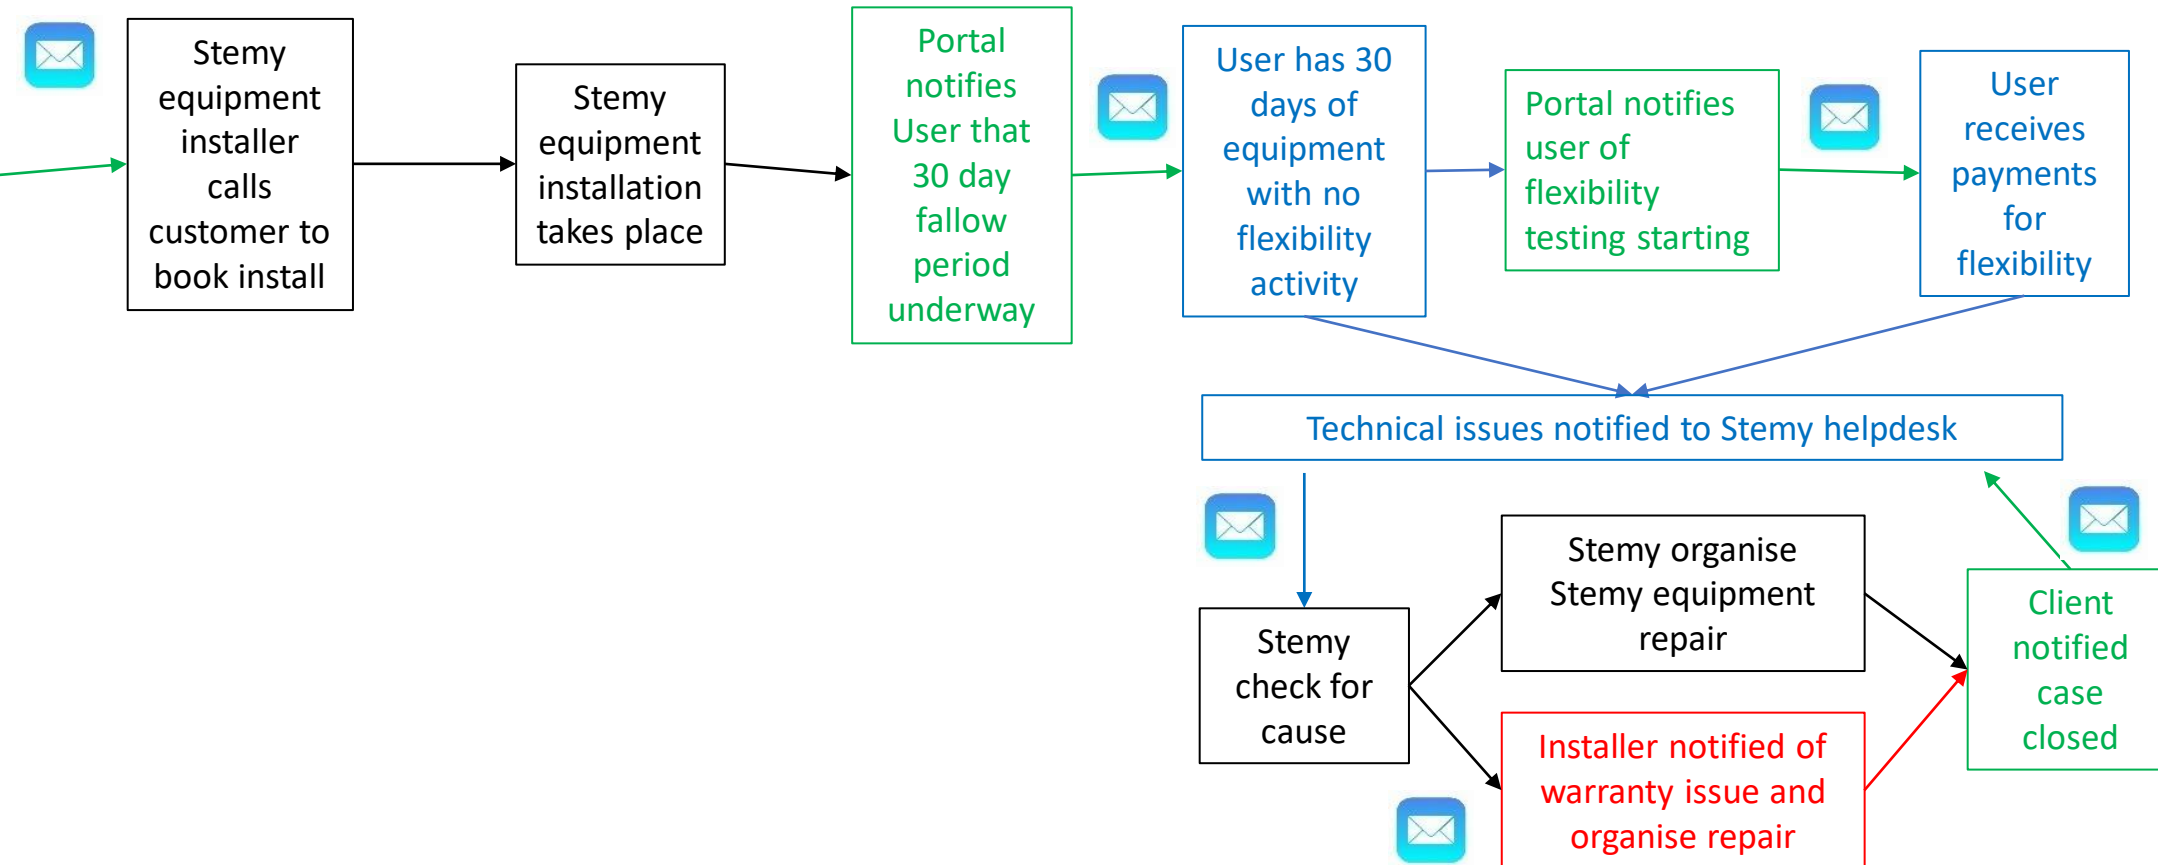 Stemy
equipment
installer
calls
customer to
book install
Stemy
equipment
installation
takes place
Portal
notifies
User that
30 day
fallow
period
underway
User has 30
days of
equipment
with no
flexibility
activity
Portal notifies
user of
flexibility
testing starting
User
receives
payments
for
flexibility
Technical issues notified to Stemy helpdesk
Stemy
check for
cause
Stemy organise
Stemy equipment
repair
Installer notified of
warranty issue and
organise repair
Client
notified
case
closed